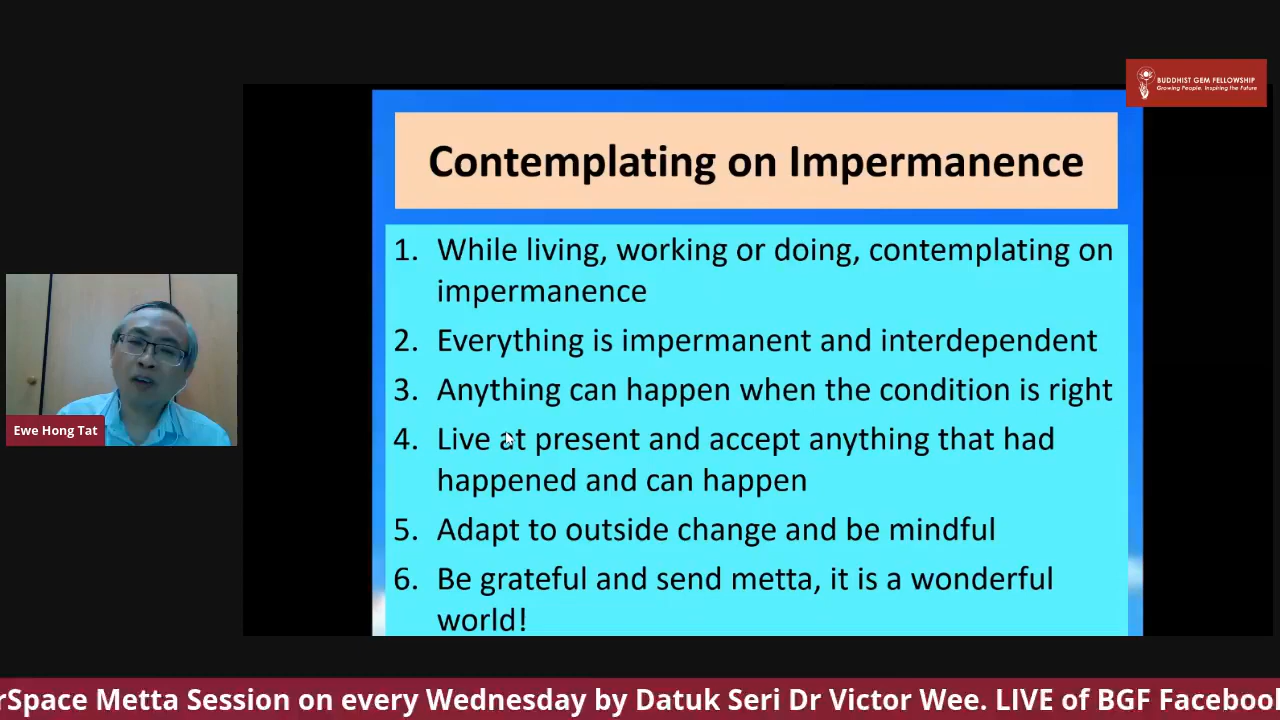 BUDDHIST GEM FELLOWSHIP
Growing People, Inspiring the Future
Contemplating on Impermanence
1. While living, working or doing, contemplating on
impermanence
2. Everything is impermanent and interdependent
3. Anything can happen when the condition is right
4. Live at present and accept anything that had
happened and can happen
5. Adapt to outside change and be mindful
6. Be grateful and send metta, it is a wonderful
world!
Ewe Hong Tat
rSpace Metta Session on every Wednesday by Datuk Seri Dr Victor Wee. LIVE of BGF Facebook